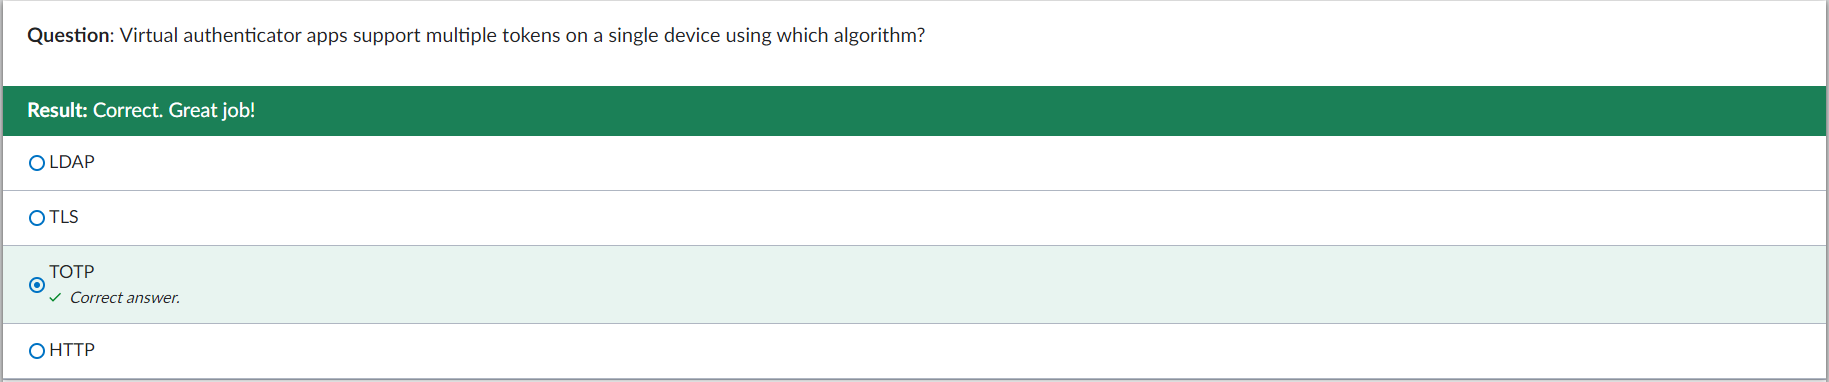 Question: Virtual authenticator apps support multiple tokens on a single device using which algorithm?
Result: Correct. Great job!
LDAP
TLS
TOTP
✓ Correct answer.
HTTP